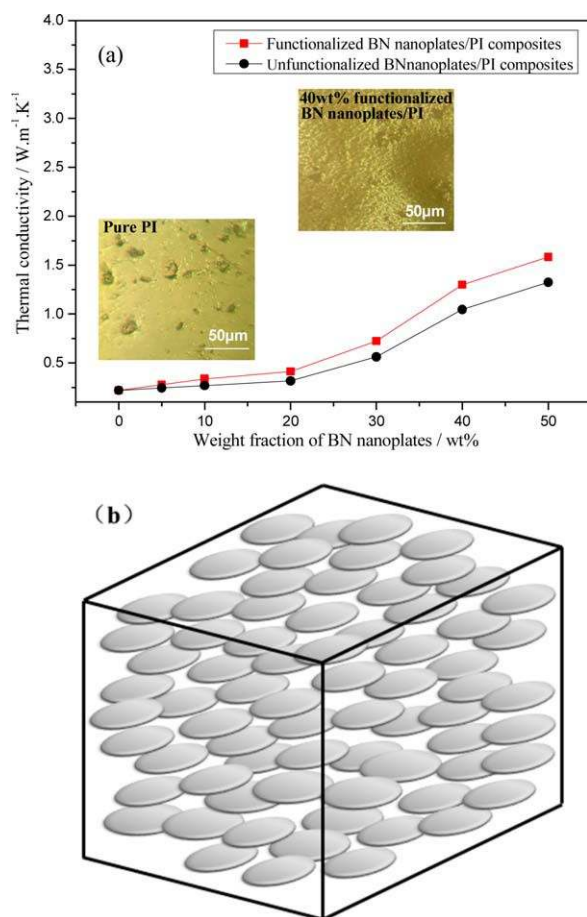 (a)
Functionalized BN nanoplates/PI composites
Unfunctionalized BNnanoplates/PI composites
4.0
3.5
3.0
2.5
2.0
1.5
1.0
0.5
Thermal conductivity / W.m⁻¹.K⁻¹
40wt% functionalized
BN nanoplates/PI
50μm
Pure PI
50μm
0 10 20 30 40 50
Weight fraction of BN nanoplates / wt%
（b）